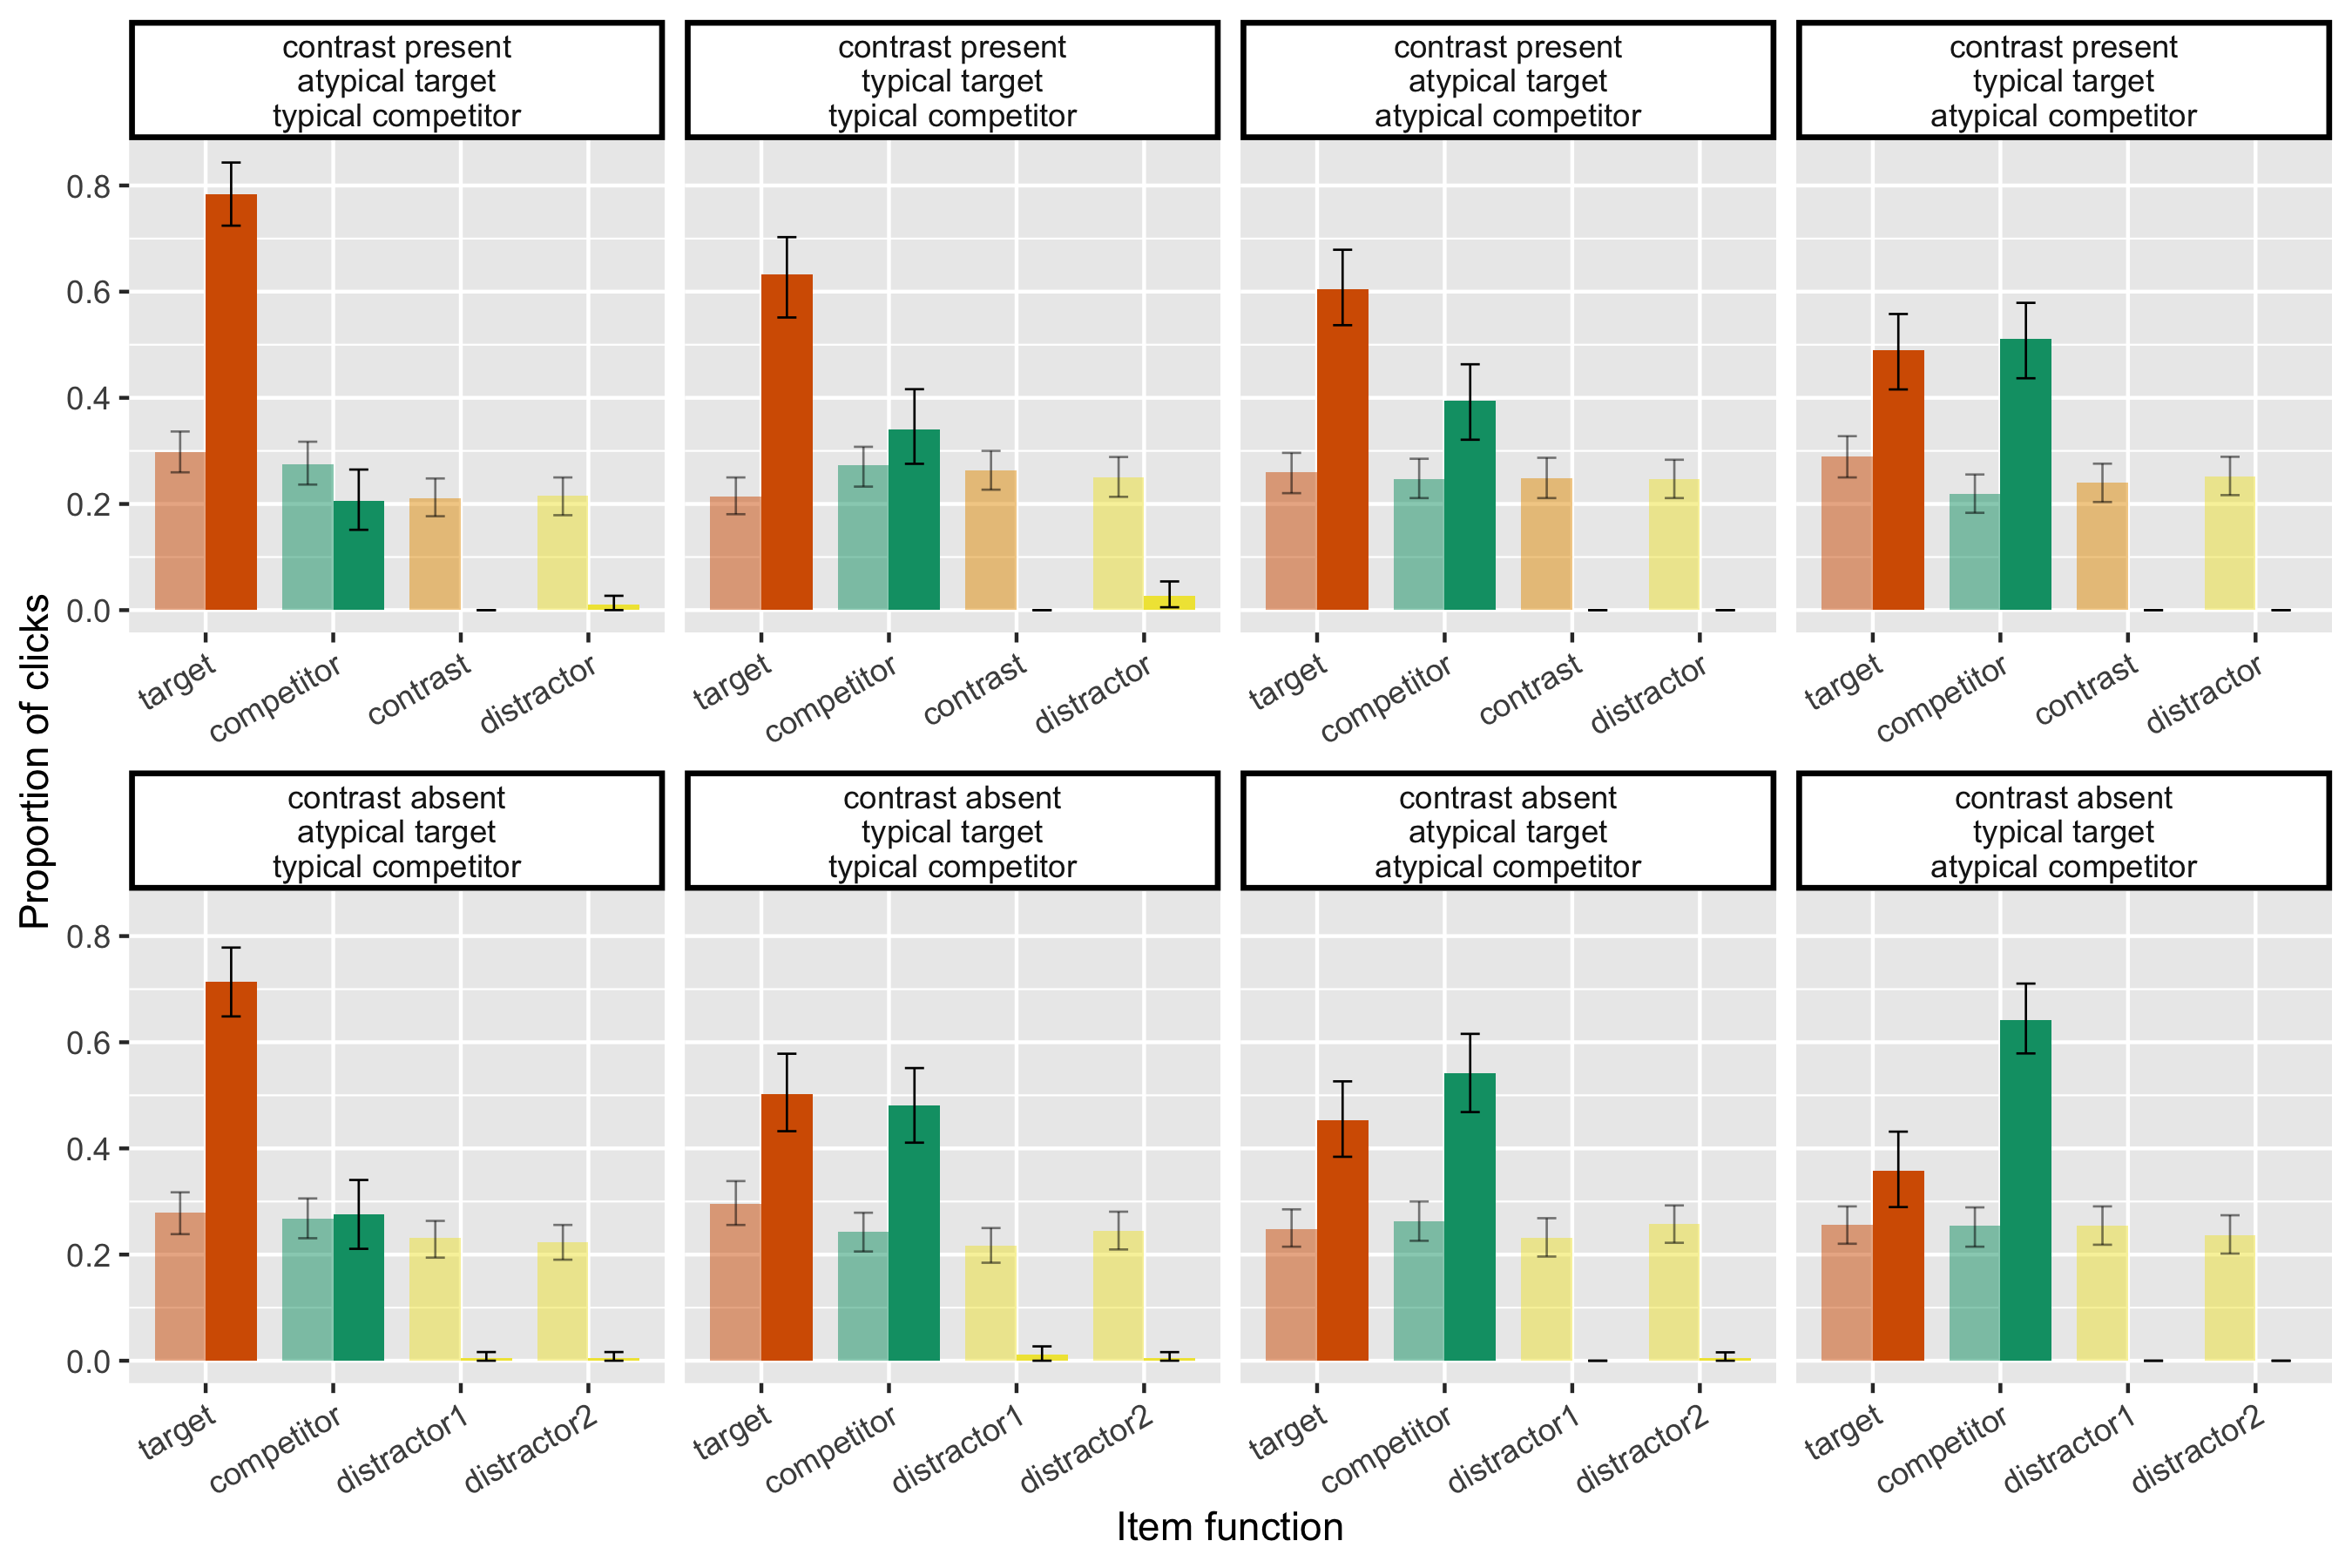 contrast present
atypical target
typical competitor
contrast present
typical target
typical competitor
contrast present
atypical target
atypical competitor
contrast present
typical target
atypical competitor
0.8
0.6
0.4
0.2
0.0
target
competitor
contrast
distractor
target
competitor
contrast
distractor
target
competitor
contrast
distractor
target
competitor
contrast
distractor
Proportion of clicks
contrast absent
atypical target
typical competitor
contrast absent
typical target
typical competitor
contrast absent
atypical target
atypical competitor
contrast absent
typical target
atypical competitor
0.8
0.6
0.4
0.2
0.0
target
competitor
distractor1
distractor2
target
competitor
distractor1
distractor2
target
competitor
distractor1
distractor2
target
competitor
distractor1
distractor2
Item function